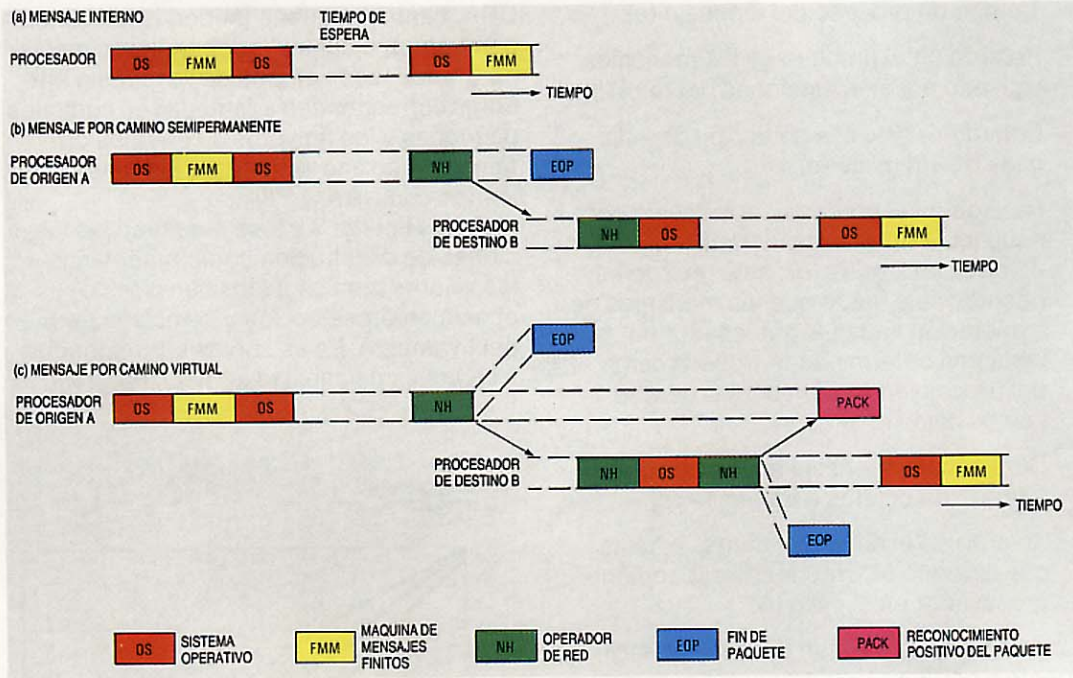 (a) MENSAJE INTERNO
TIEMPO DE
ESPERA
PROCESADOR
OS FMM OS OS FMM
TIEMPO
(b) MENSAJE POR CAMINO SEMIPERMANENTE
PROCESADOR
DE ORIGEN A
OS FMM OS NH EOP
PROCESADOR
DE DESTINO B
NH OS OS FMM
TIEMPO
EOP
(c) MENSAJE POR CAMINO VIRTUAL
PROCESADOR
DE ORIGEN A
OS FMM OS NH PACK
PROCESADOR
DE DESTINO B
NH OS NH OS FMM
TIEMPO
EOP
OS SISTEMA
OPERATIVO
FMM MAQUINA DE
MENSAJES
FINITOS
NH OPERADOR
DE RED
EOP FIN DE
PAQUETE
PACK RECONOCIMIENTO
POSITIVO DEL PAQUETE